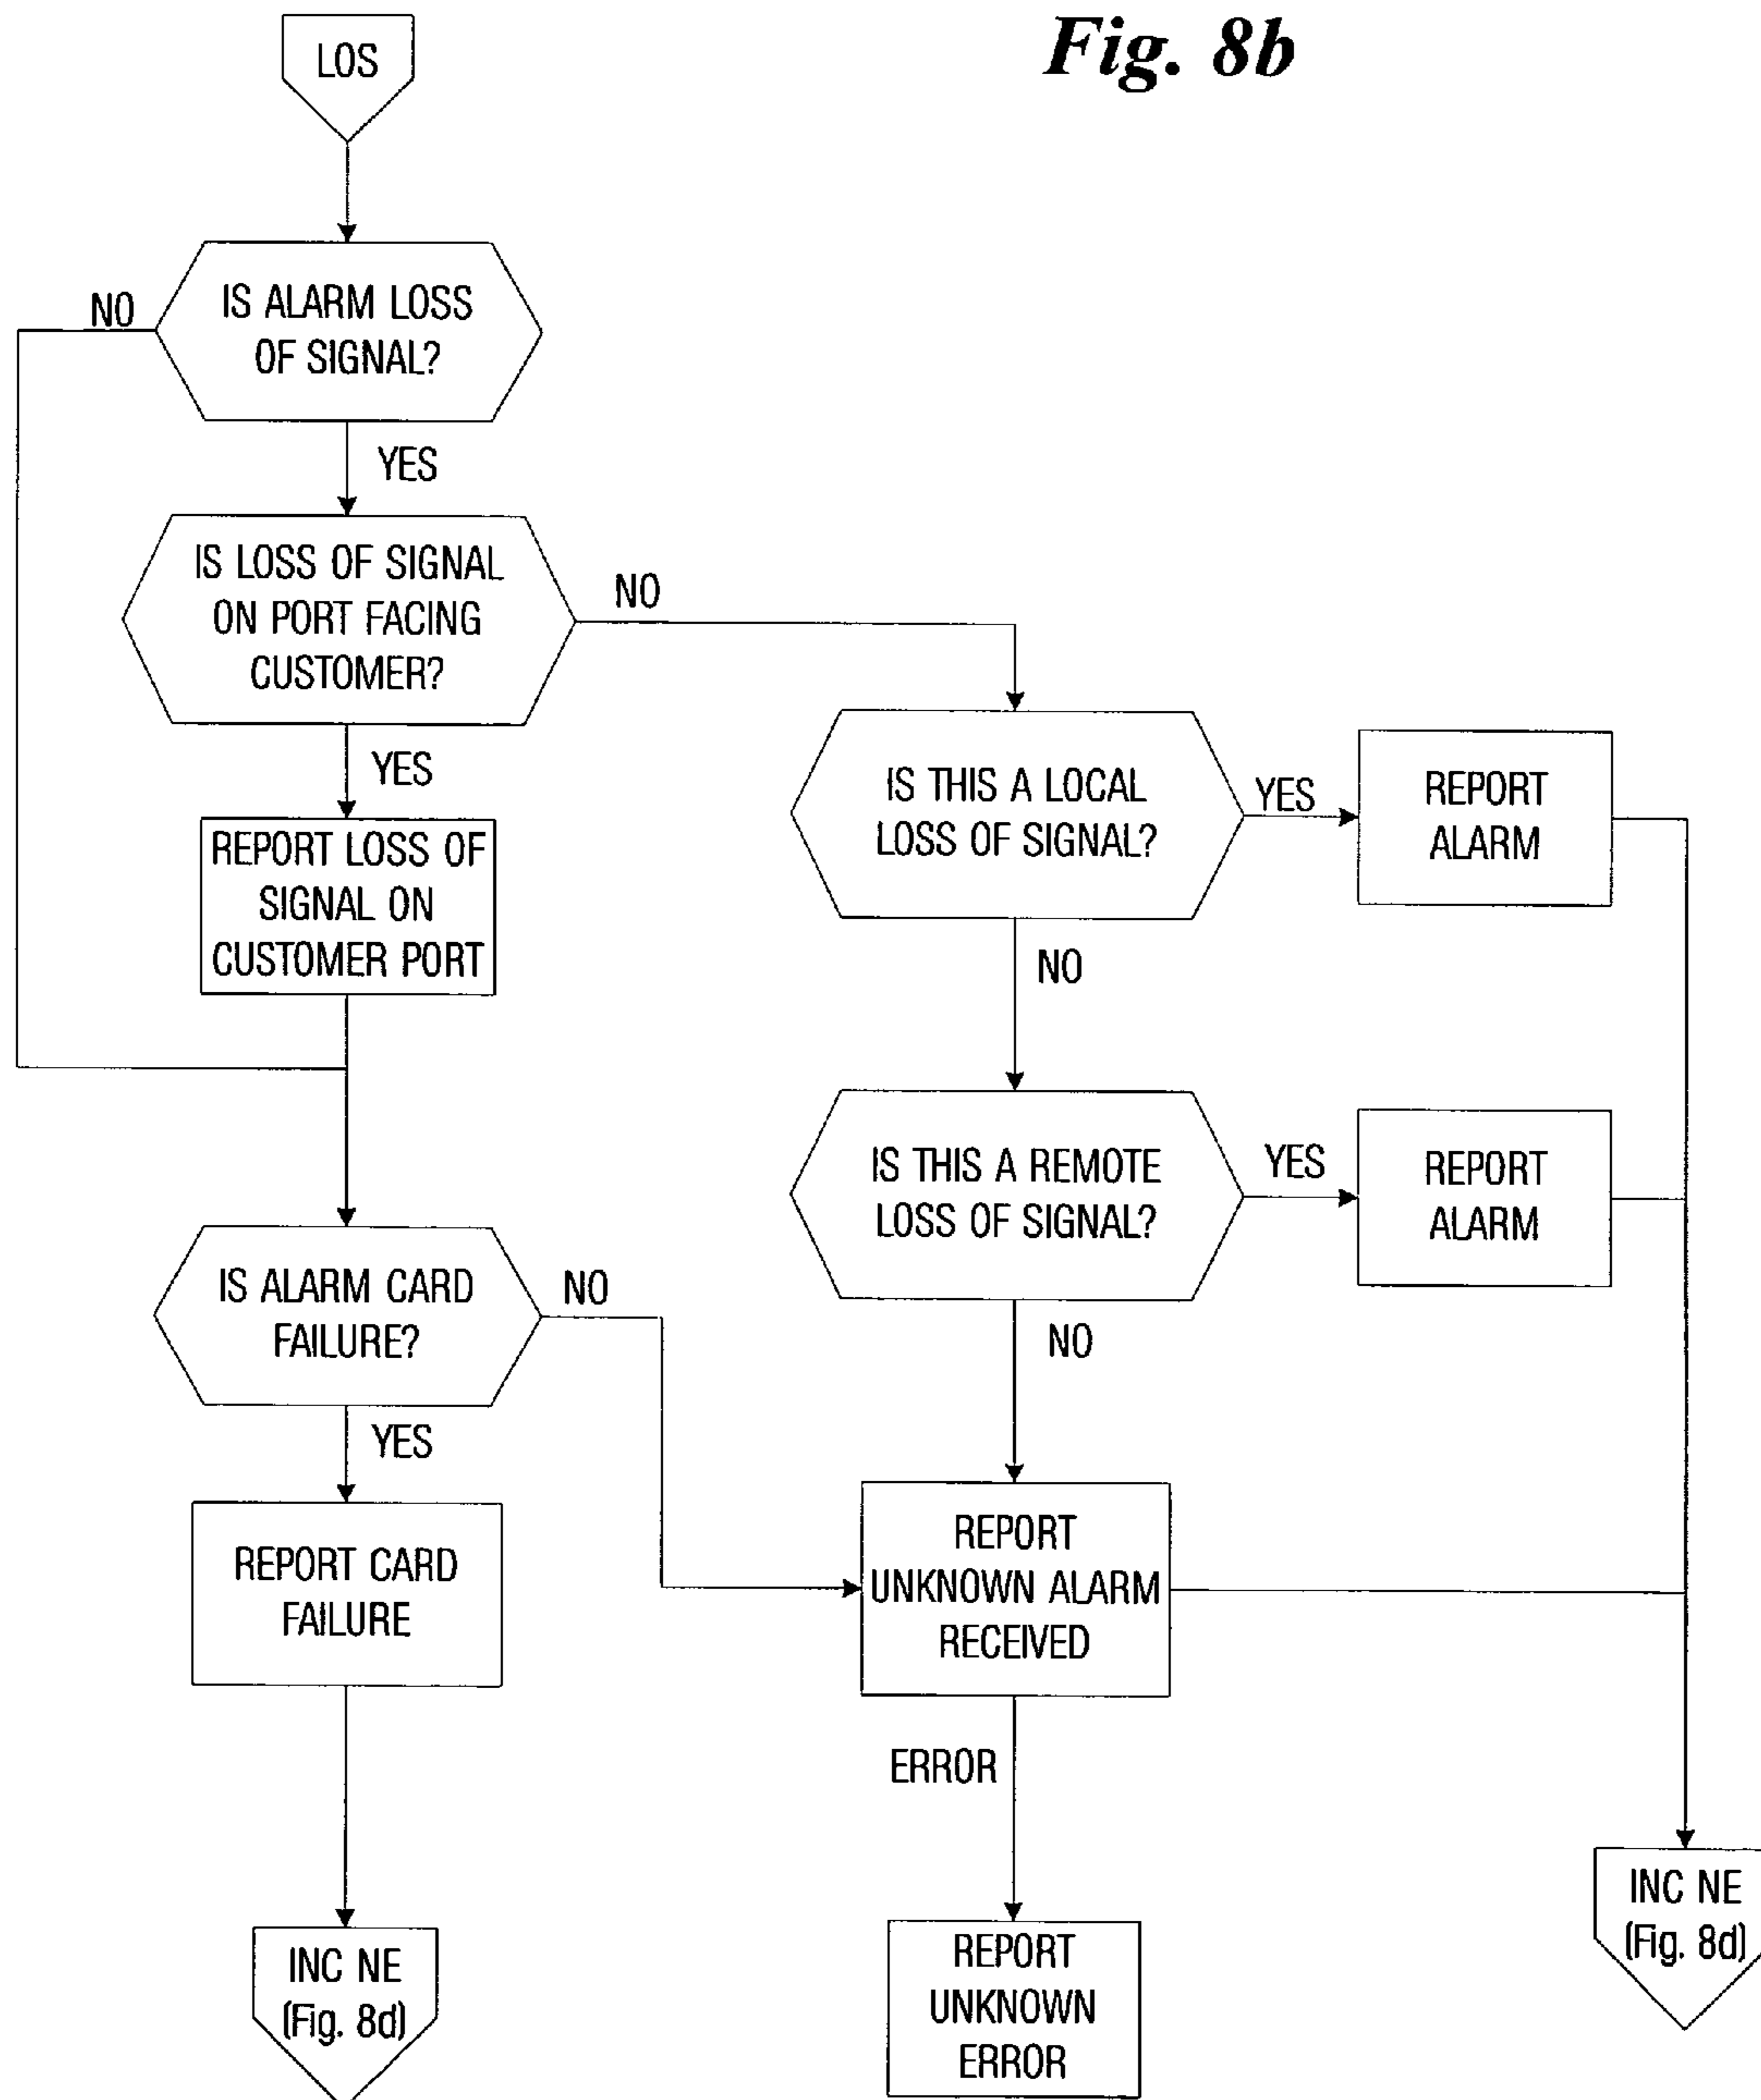 Fig. 8b
LOS
IS ALARM LOSS
OF SIGNAL?
NO
YES
IS LOSS OF SIGNAL
ON PORT FACING
CUSTOMER?
NO
YES
REPORT LOSS OF
SIGNAL ON
CUSTOMER PORT
IS THIS A LOCAL
LOSS OF SIGNAL?
YES
REPORT
ALARM
NO
IS THIS A REMOTE
LOSS OF SIGNAL?
YES
REPORT
ALARM
NO
IS ALARM CARD
FAILURE?
NO
YES
REPORT CARD
FAILURE
REPORT
UNKNOWN ALARM
RECEIVED
ERROR
INC NE
(Fig. 8d)
REPORT
UNKNOWN
ERROR
INC NE
(Fig. 8d)